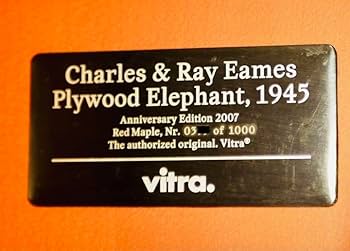 Charles & Ray Eames
Plywood Elephant, 1945
Anniversary Edition 2007
Red Maple, Nr. 03 of 1000
The authorized original. Vitra®
vitra.